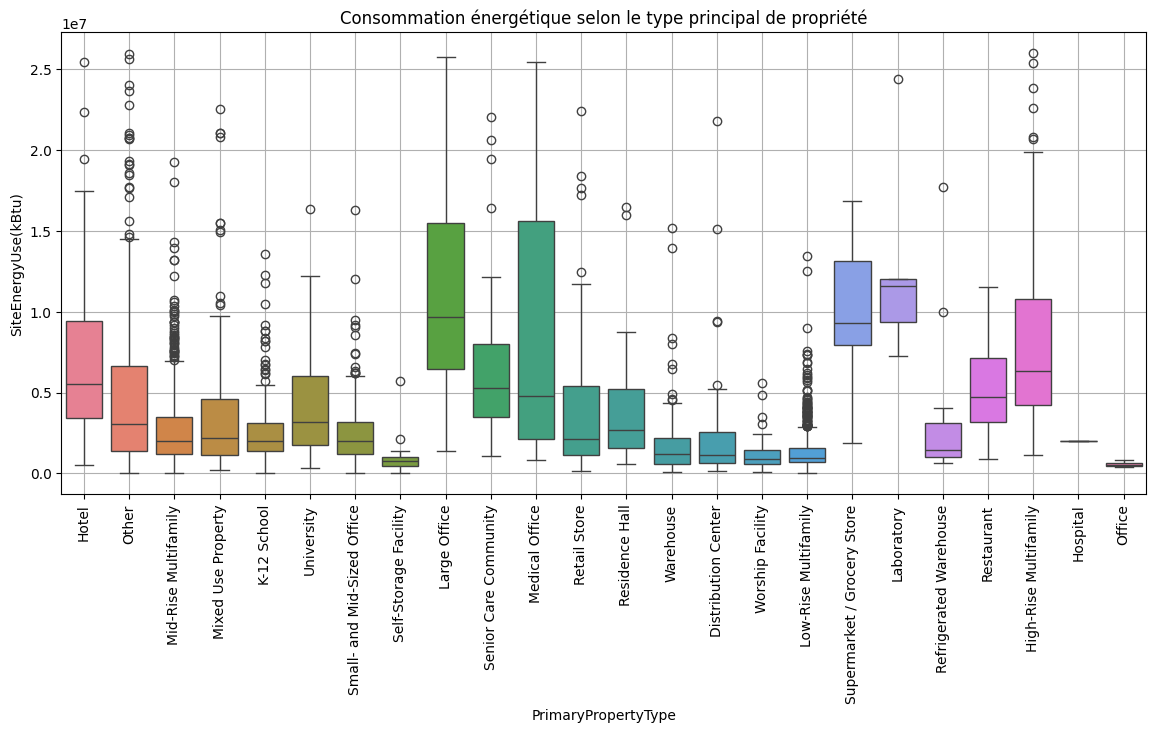 Consommation énergétique selon le type principal de propriété
1e7
2.5
2.0
1.5
1.0
0.5
0.0
SiteEnergyUse(kBtu)
Hotel
Other
Mid-Rise Multifamily
Mixed Use Property
K-12 School
University
Small- and Mid-Sized Office
Self-Storage Facility
Large Office
Senior Care Community
Medical Office
Retail Store
Residence Hall
Warehouse
Distribution Center
Worship Facility
Low-Rise Multifamily
Supermarket / Grocery Store
Laboratory
Refrigerated Warehouse
Restaurant
High-Rise Multifamily
Hospital
Office
PrimaryPropertyType